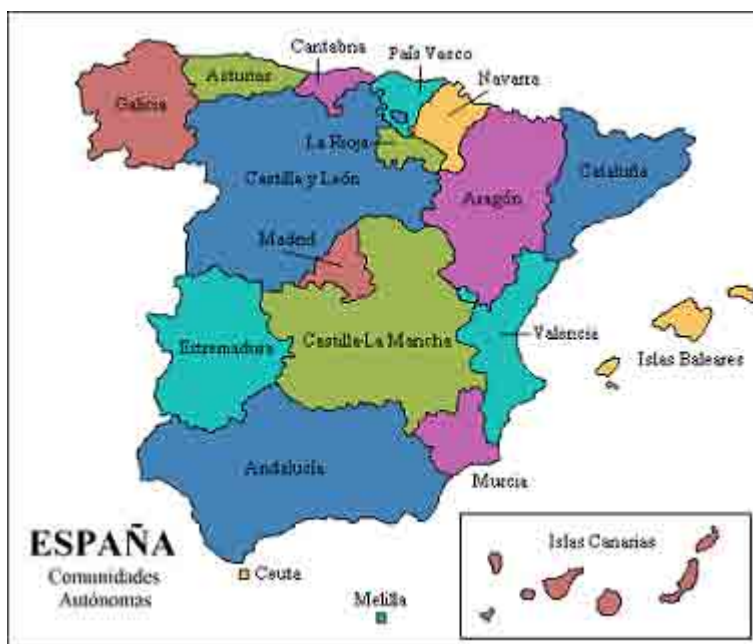 Cantabria
País Vasco
Navarra
Asturias
Galicia
La Rioja
Castilla y León
Aragón
Cataluña
Madrid
Extremadura
Castilla-La Mancha
Valencia
Islas Baleares
Andalucía
Murcia
ESPAÑA
Comunidades
Autónomas
Ceuta
Melilla
Islas Canarias